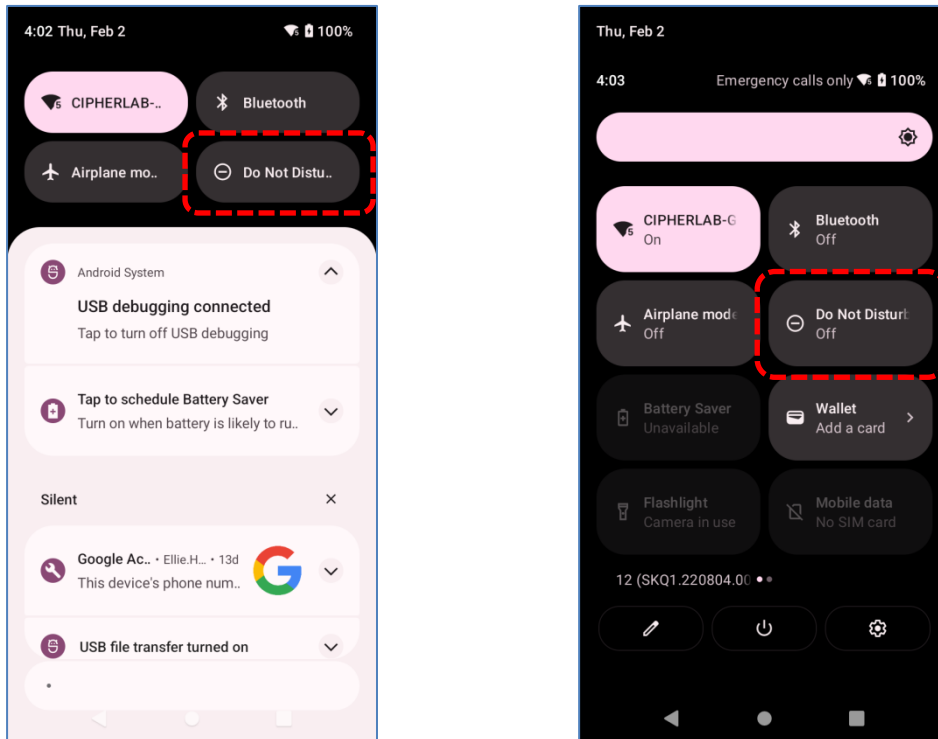 4:02 Thu, Feb 2
100%
CIPHERLAB-..
Bluetooth
Airplane mo..
Do Not Distu..
Android System
USB debugging connected
Tap to turn off USB debugging
Tap to schedule Battery Saver
Turn on when battery is likely to ru..
Silent
Google Ac.. • Ellie.H... • 13d
This device's phone num..
USB file transfer turned on
Thu, Feb 2
4:03
Emergency calls only
100%
CIPHERLAB-G
On
Bluetooth
Off
Airplane mode
Off
Do Not Disturb
Off
Battery Saver
Unavailable
Wallet
Add a card
Flashlight
Camera in use
Mobile data
No SIM card
12 (SKQ1.220804.00